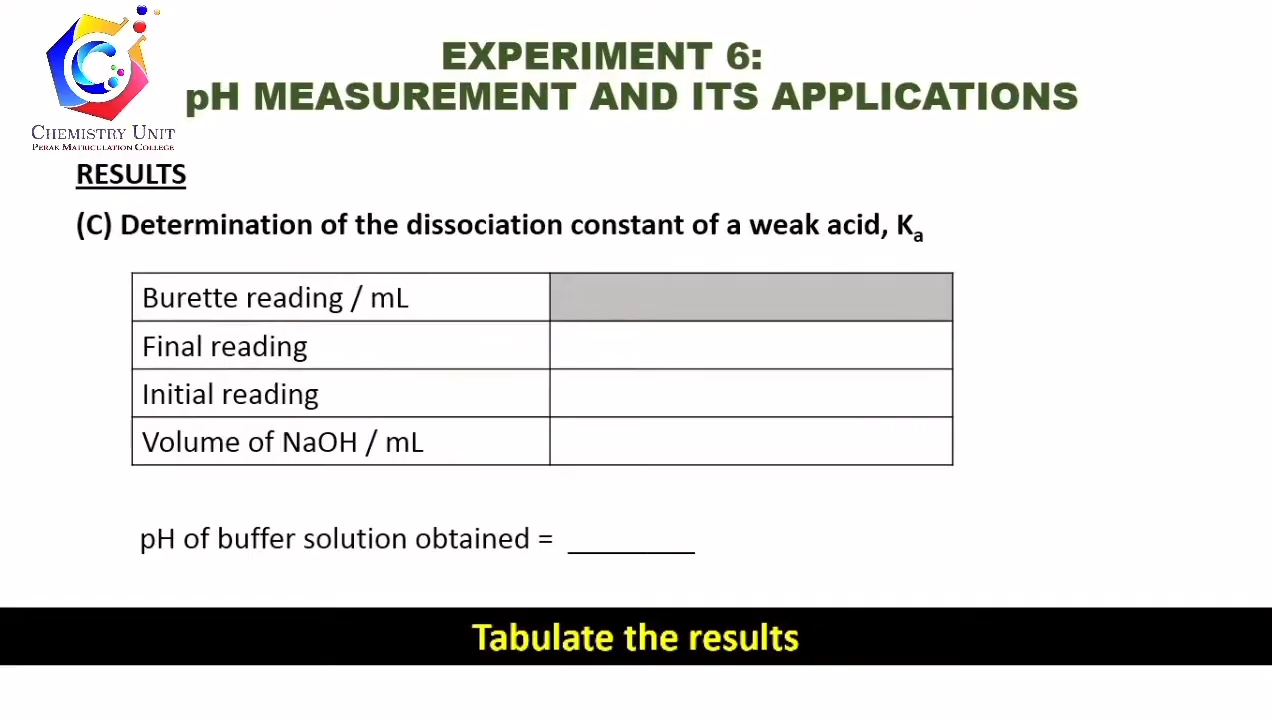 EXPERIMENT 6:
pH MEASUREMENT AND ITS APPLICATIONS
CHEMISTRY UNIT
PERAK MATRICULATION COLLEGE
RESULTS
(C) Determination of the dissociation constant of a weak acid, Ka
Burette reading / mL
Final reading
Initial reading
Volume of NaOH / mL
pH of buffer solution obtained = ________
Tabulate the results